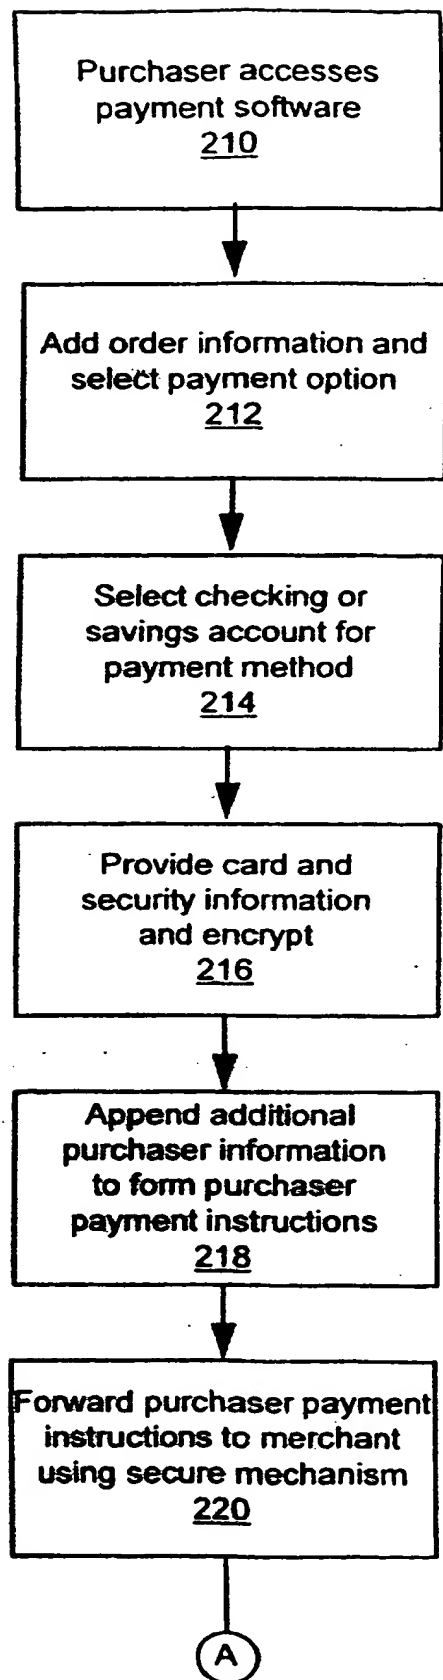 Purchaser accesses
payment software
210
Add order information and
select payment option
212
Select checking or
savings account for
payment method
214
Provide card and
security information
and encrypt
216
Append additional
purchaser information
to form purchaser
payment instructions
218
Forward purchaser payment
instructions to merchant
using secure mechanism
220
A